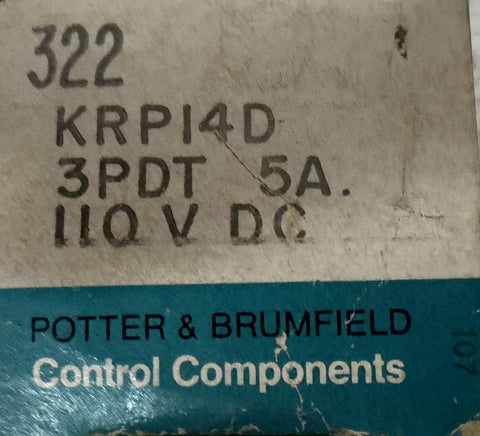 322
KRP14D
3PDT 5A.
110 V DC
POTTER & BRUMFIELD
Control Components
107